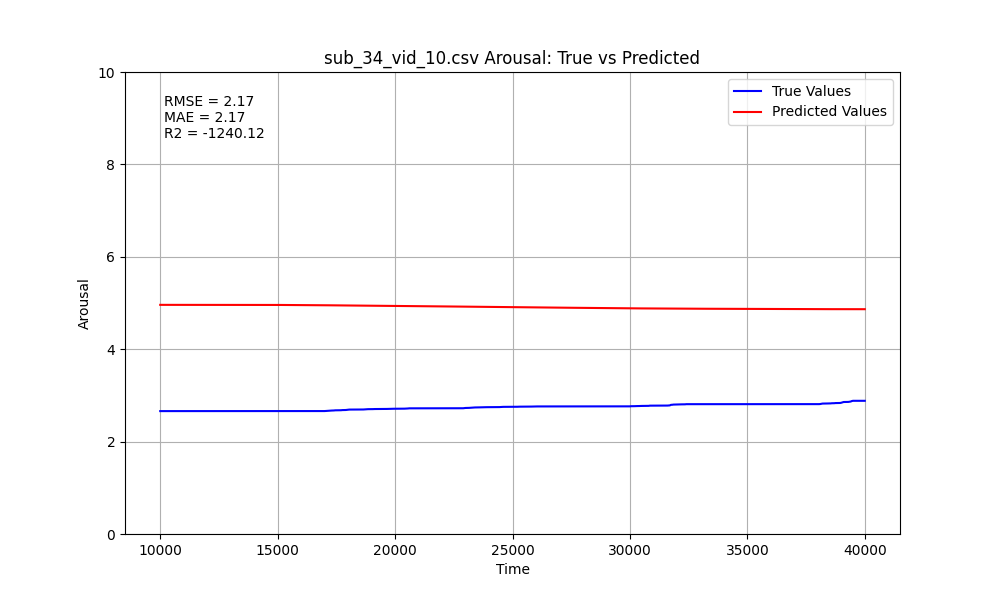 sub_34_vid_10.csv Arousal: True vs Predicted
RMSE = 2.17
MAE = 2.17
R2 = -1240.12
True Values
Predicted Values
Arousal
10
8
6
4
2
0
10000
15000
20000
25000
30000
35000
40000
Time